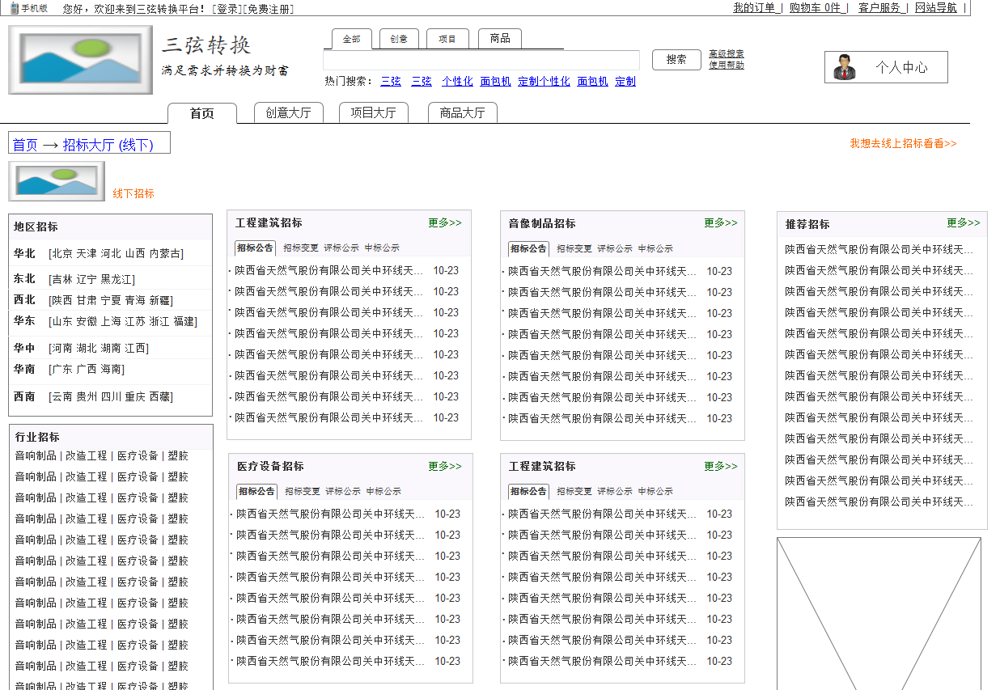 手机版 您好，欢迎来到三弦转换平台！[登录][免费注册] 我的订单 | 购物车 0件 | 客户服务 | 网站导航 |
三弦转换
满足需求并转换为财富
全部 创意 项目 商品
搜索 高级搜索
使用帮助
个人中心
热门搜索： 三弦 三弦 个性化 面包机 定制个性化 面包机 定制
首页 创意大厅 项目大厅 商品大厅
首页 → 招标大厅 (线下)
我想去线上招标看看>>
线下招标
地区招标
华北 [北京 天津 河北 山西 内蒙古]
东北 [吉林 辽宁 黑龙江]
西北 [陕西 甘肃 宁夏 青海 新疆]
华东 [山东 安徽 上海 江苏 浙江 福建]
华中 [河南 湖北 湖南 江西]
华南 [广东 广西 海南]
西南 [云南 贵州 四川 重庆 西藏]
行业招标
音响制品 | 改造工程 | 医疗设备 | 塑胶
音响制品 | 改造工程 | 医疗设备 | 塑胶
音响制品 | 改造工程 | 医疗设备 | 塑胶
音响制品 | 改造工程 | 医疗设备 | 塑胶
音响制品 | 改造工程 | 医疗设备 | 塑胶
音响制品 | 改造工程 | 医疗设备 | 塑胶
音响制品 | 改造工程 | 医疗设备 | 塑胶
音响制品 | 改造工程 | 医疗设备 | 塑胶
音响制品 | 改造工程 | 医疗设备 | 塑胶
音响制品 | 改造工程 | 医疗设备 | 塑胶
音响制品 | 改造工程 | 医疗设备 | 塑胶
音响制品 | 改造工程 | 医疗设备 | 塑胶
工程建筑招标 更多>>
招标公告 招标变更 评标公示 中标公示
· 陕西省天然气股份有限公司关中环线天... 10-23
· 陕西省天然气股份有限公司关中环线天... 10-23
· 陕西省天然气股份有限公司关中环线天... 10-23
· 陕西省天然气股份有限公司关中环线天... 10-23
· 陕西省天然气股份有限公司关中环线天... 10-23
· 陕西省天然气股份有限公司关中环线天... 10-23
· 陕西省天然气股份有限公司关中环线天... 10-23
· 陕西省天然气股份有限公司关中环线天... 10-23
音像制品招标 更多>>
招标公告 招标变更 评标公示 中标公示
· 陕西省天然气股份有限公司关中环线天... 10-23
· 陕西省天然气股份有限公司关中环线天... 10-23
· 陕西省天然气股份有限公司关中环线天... 10-23
· 陕西省天然气股份有限公司关中环线天... 10-23
· 陕西省天然气股份有限公司关中环线天... 10-23
· 陕西省天然气股份有限公司关中环线天... 10-23
· 陕西省天然气股份有限公司关中环线天... 10-23
· 陕西省天然气股份有限公司关中环线天... 10-23
医疗设备招标 更多>>
招标公告 招标变更 评标公示 中标公示
· 陕西省天然气股份有限公司关中环线天... 10-23
· 陕西省天然气股份有限公司关中环线天... 10-23
· 陕西省天然气股份有限公司关中环线天... 10-23
· 陕西省天然气股份有限公司关中环线天... 10-23
· 陕西省天然气股份有限公司关中环线天... 10-23
· 陕西省天然气股份有限公司关中环线天... 10-23
· 陕西省天然气股份有限公司关中环线天... 10-23
· 陕西省天然气股份有限公司关中环线天... 10-23
工程建筑招标 更多>>
招标公告 招标变更 评标公示 中标公示
· 陕西省天然气股份有限公司关中环线天... 10-23
· 陕西省天然气股份有限公司关中环线天... 10-23
· 陕西省天然气股份有限公司关中环线天... 10-23
· 陕西省天然气股份有限公司关中环线天... 10-23
· 陕西省天然气股份有限公司关中环线天... 10-23
· 陕西省天然气股份有限公司关中环线天... 10-23
· 陕西省天然气股份有限公司关中环线天... 10-23
· 陕西省天然气股份有限公司关中环线天... 10-23
推荐招标 更多>>
陕西省天然气股份有限公司关中环线天...
陕西省天然气股份有限公司关中环线天...
陕西省天然气股份有限公司关中环线天...
陕西省天然气股份有限公司关中环线天...
陕西省天然气股份有限公司关中环线天...
陕西省天然气股份有限公司关中环线天...
陕西省天然气股份有限公司关中环线天...
陕西省天然气股份有限公司关中环线天...
陕西省天然气股份有限公司关中环线天...
陕西省天然气股份有限公司关中环线天...
陕西省天然气股份有限公司关中环线天...
陕西省天然气股份有限公司关中环线天...
陕西省天然气股份有限公司关中环线天...